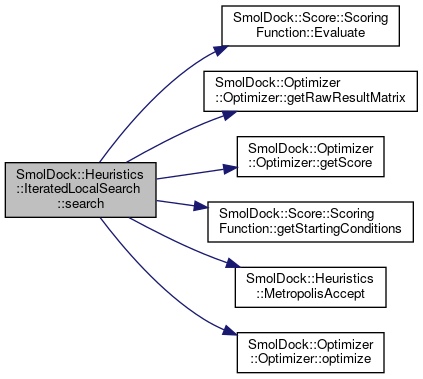 SmolDock::Heuristics
::IteratedLocalSearch
::search
SmolDock::Score::Scoring
Function::Evaluate
SmolDock::Optimizer
::Optimizer::getRawResultMatrix
SmolDock::Optimizer
::Optimizer::getScore
SmolDock::Score::Scoring
Function::getStartingConditions
SmolDock::Heuristics
::MetropolisAccept
SmolDock::Optimizer
::Optimizer::optimize